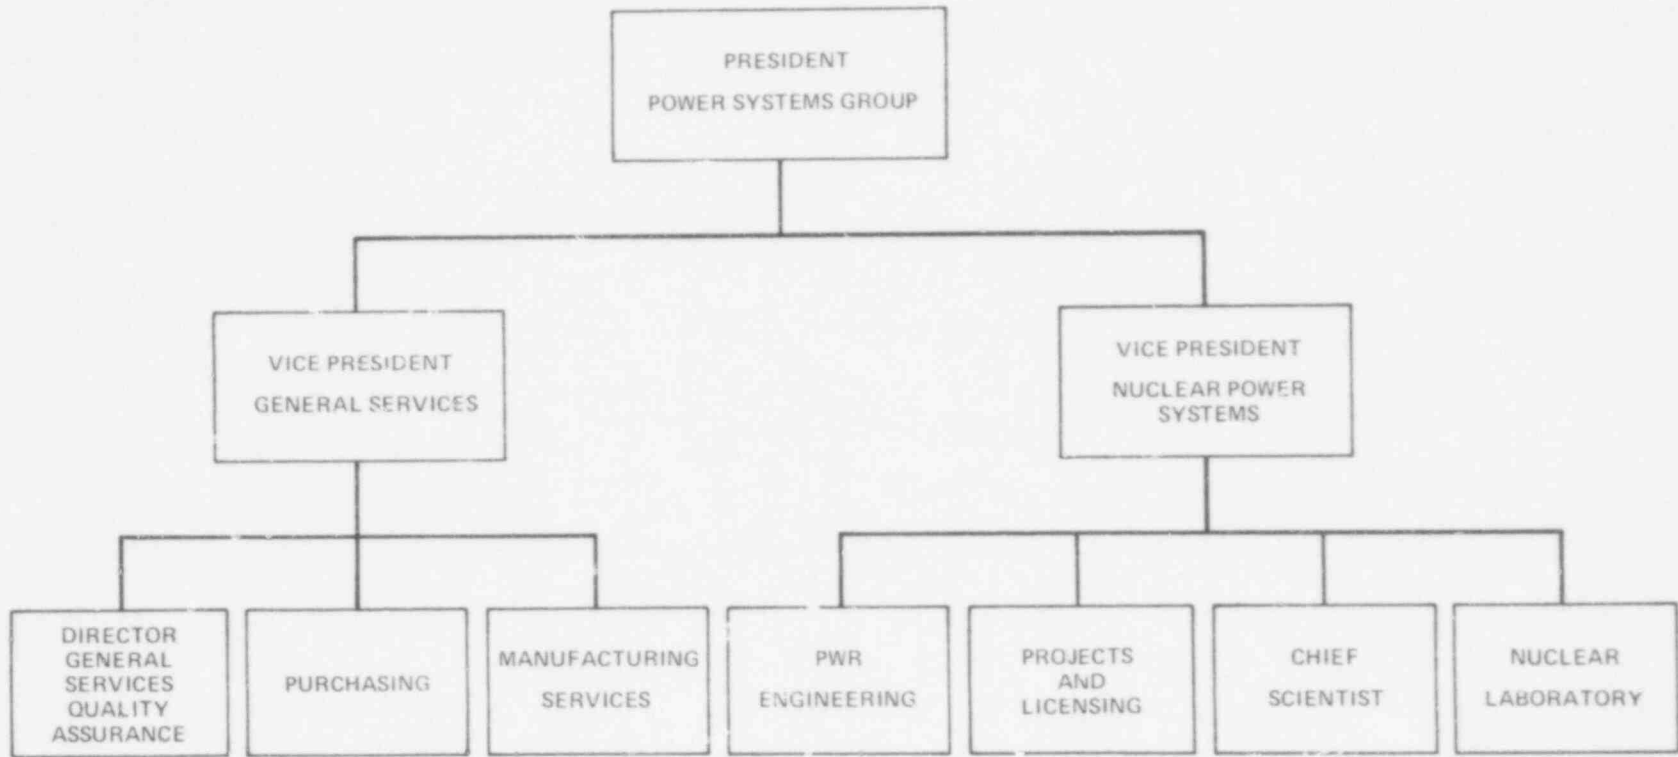 PRESIDENT
POWER SYSTEMS GROUP
VICE PRESIDENT
GENERAL SERVICES
VICE PRESIDENT
NUCLEAR POWER
SYSTEMS
DIRECTOR
GENERAL
SERVICES
QUALITY
ASSURANCE
PURCHASING
MANUFACTURING
SERVICES
PWR
ENGINEERING
PROJECTS
AND
LICENSING
CHIEF
SCIENTIST
NUCLEAR
LABORATORY